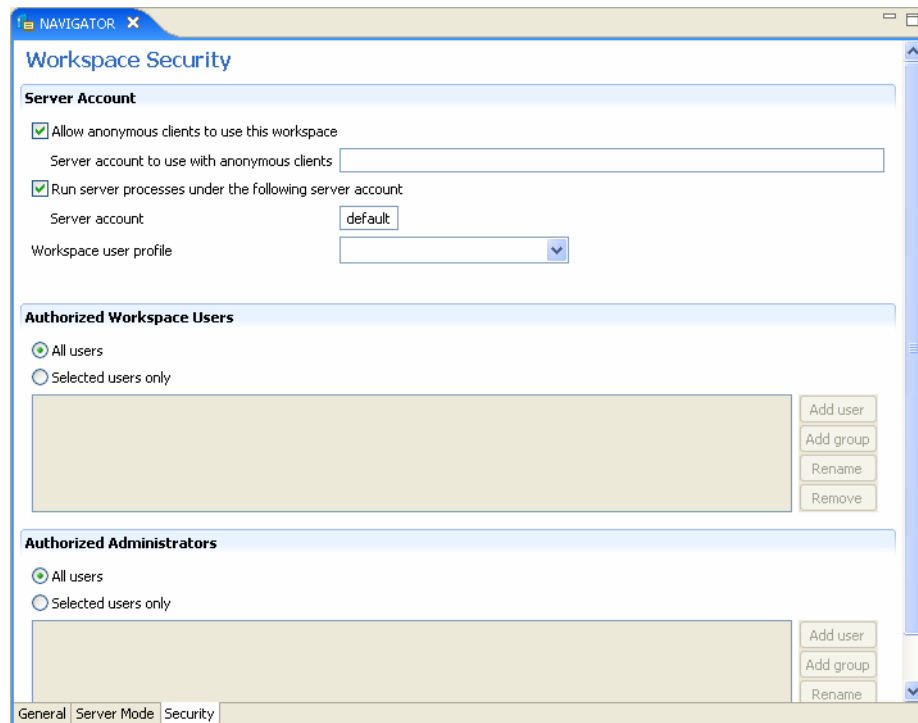 NAVIGATOR
Workspace Security
Server Account
Allow anonymous clients to use this workspace
Server account to use with anonymous clients
Run server processes under the following server account
Server account default
Workspace user profile
Authorized Workspace Users
All users
Selected users only
Add user
Add group
Rename
Remove
Authorized Administrators
All users
Selected users only
Add user
Add group
Rename
General Server Mode Security